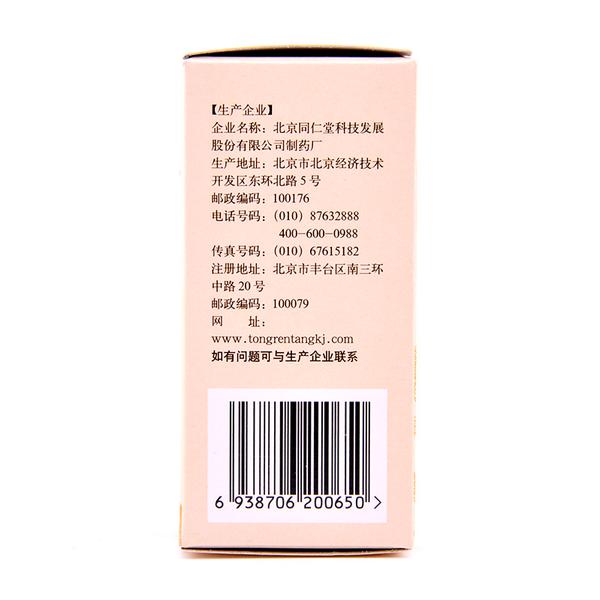 【生产企业】
企业名称：北京同仁堂科技发展
股份有限公司制药厂
生产地址：北京市北京经济技术
开发区东环北路5号
邮政编码：100176
电话号码：（010）87632888
400-600-0988
传真号码：（010）67615182
注册地址：北京市丰台区南三环
中路20号
邮政编码：100079
网　　址：
www.tongrentangkj.com
如有问题可与生产企业联系
6 938706 200650 >